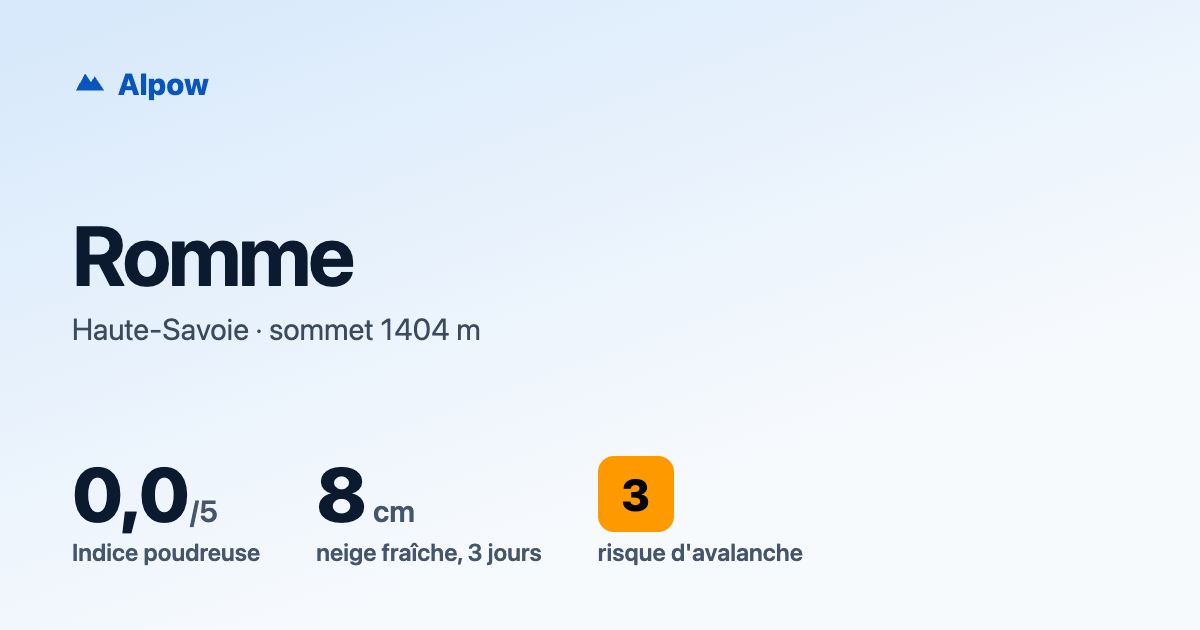 Alpow
Romme
Haute-Savoie · sommet 1404 m
0,0/5
Indice poudreuse
8 cm
neige fraîche, 3 jours
3
risque d'avalanche